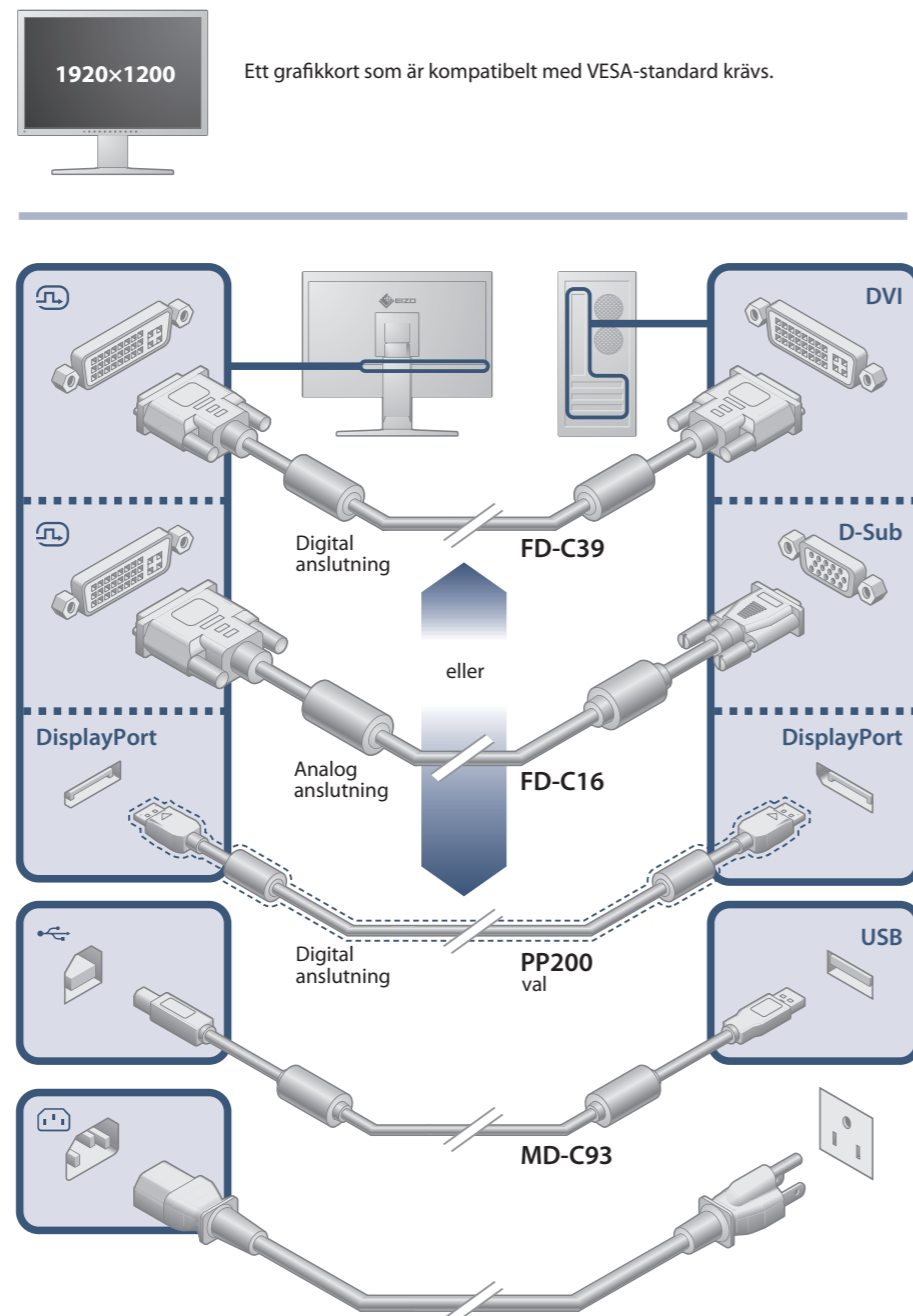 1920×1200
Ett grafikkort som är kompatibelt med VESA-standard krävs.
EIZO
DVI
Digital
anslutning
FD-C39
D-Sub
eller
DisplayPort
DisplayPort
Analog
anslutning
FD-C16
USB
Digital
anslutning
PP200
val
MD-C93